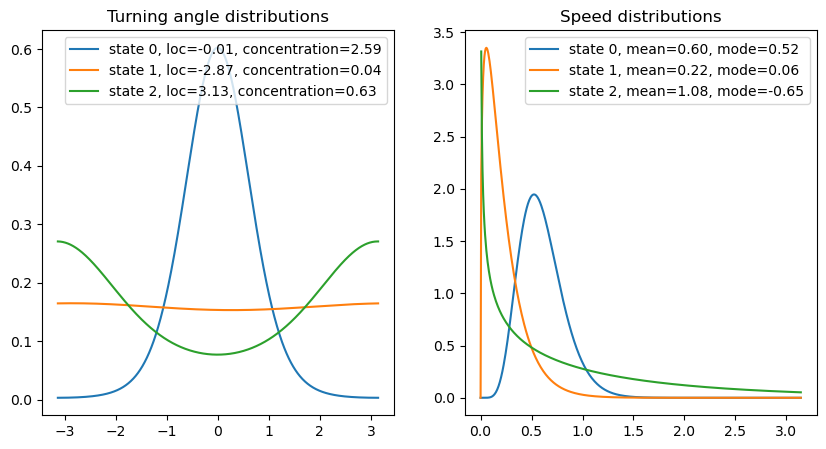 Turning angle distributions
state 0, loc=-0.01, concentration=2.59
state 1, loc=-2.87, concentration=0.04
state 2, loc=3.13, concentration=0.63
0.6
0.5
0.4
0.3
0.2
0.1
0.0
−3 −2 −1 0 1 2 3
Speed distributions
state 0, mean=0.60, mode=0.52
state 1, mean=0.22, mode=0.06
state 2, mean=1.08, mode=-0.65
3.5
3.0
2.5
2.0
1.5
1.0
0.5
0.0
0.0 0.5 1.0 1.5 2.0 2.5 3.0